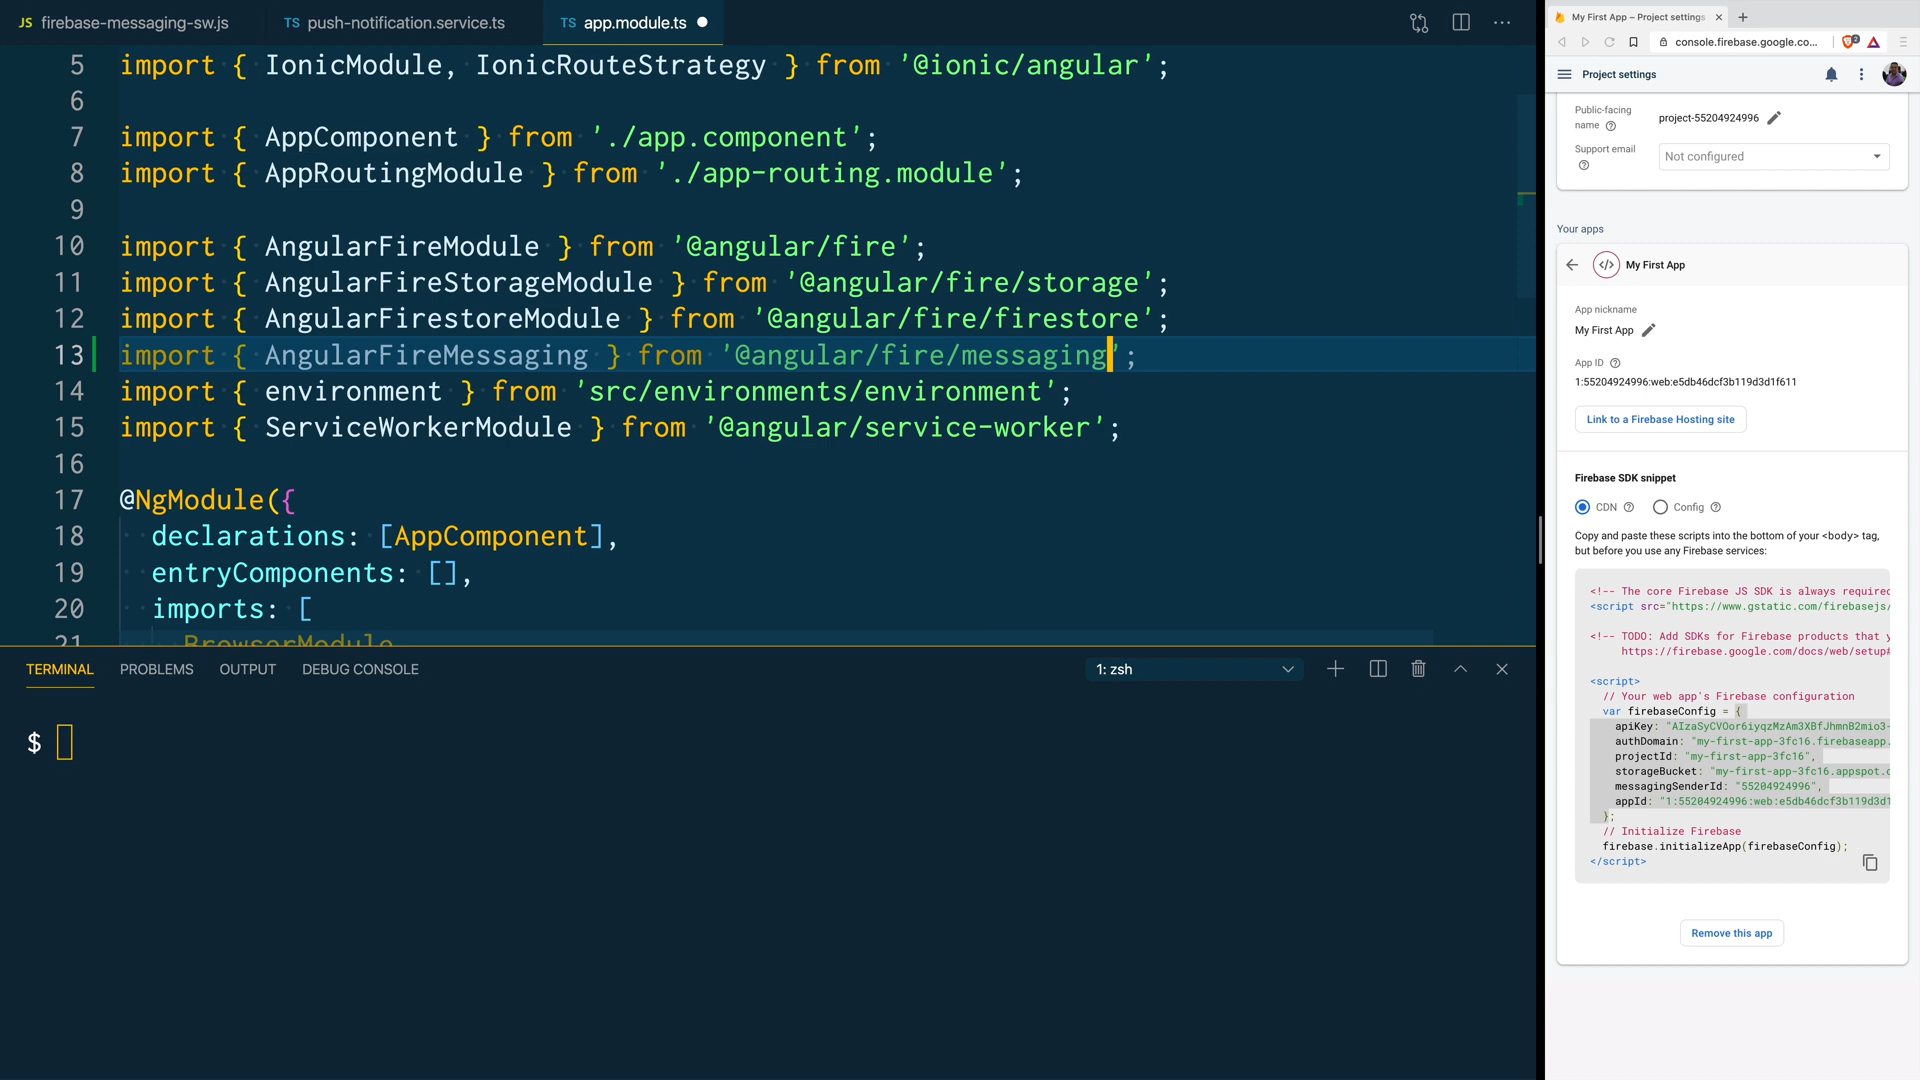 JS firebase-messaging-sw.js
TS push-notification.service.ts
TS app.module.ts
5 import { IonicModule, IonicRouteStrategy } from '@ionic/angular';
6
7 import { AppComponent } from './app.component';
8 import { AppRoutingModule } from './app-routing.module';
9
10 import { AngularFireModule } from '@angular/fire';
11 import { AngularFireStorageModule } from '@angular/fire/storage';
12 import { AngularFirestoreModule } from '@angular/fire/firestore';
13 import { AngularFireMessaging } from '@angular/fire/messaging';
14 import { environment } from 'src/environments/environment';
15 import { ServiceWorkerModule } from '@angular/service-worker';
16
17 @NgModule({
18 declarations: [AppComponent],
19 entryComponents: [],
20 imports: [
21 BrowserModule
TERMINAL PROBLEMS OUTPUT DEBUG CONSOLE
1: zsh
$
My First App – Project settings
console.firebase.google.co...
2
Project settings
Public-facing
name
project-55204924996
Support email
Not configured
Your apps
My First App
App nickname
My First App
App ID
1:55204924996:web:e5db46dcf3b119d3d1f611
Link to a Firebase Hosting site
Firebase SDK snippet
CDN
Config
Copy and paste these scripts into the bottom of your <body> tag,
but before you use any Firebase services:
<!-- The core Firebase JS SDK is always required
<script src="https://www.gstatic.com/firebasejs/
<!-- TODO: Add SDKs for Firebase products that y
https://firebase.google.com/docs/web/setup#
<script>
// Your web app's Firebase configuration
var firebaseConfig = {
apiKey: "AIzaSyCVOor6iyqzMzAm3XBfJhmnB2mio3-
authDomain: "my-first-app-3fc16.firebaseapp.
projectId: "my-first-app-3fc16",
storageBucket: "my-first-app-3fc16.appspot.c
messagingSenderId: "55204924996",
appId: "1:55204924996:web:e5db46dcf3b119d3d1
};
// Initialize Firebase
firebase.initializeApp(firebaseConfig);
</script>
Remove this app